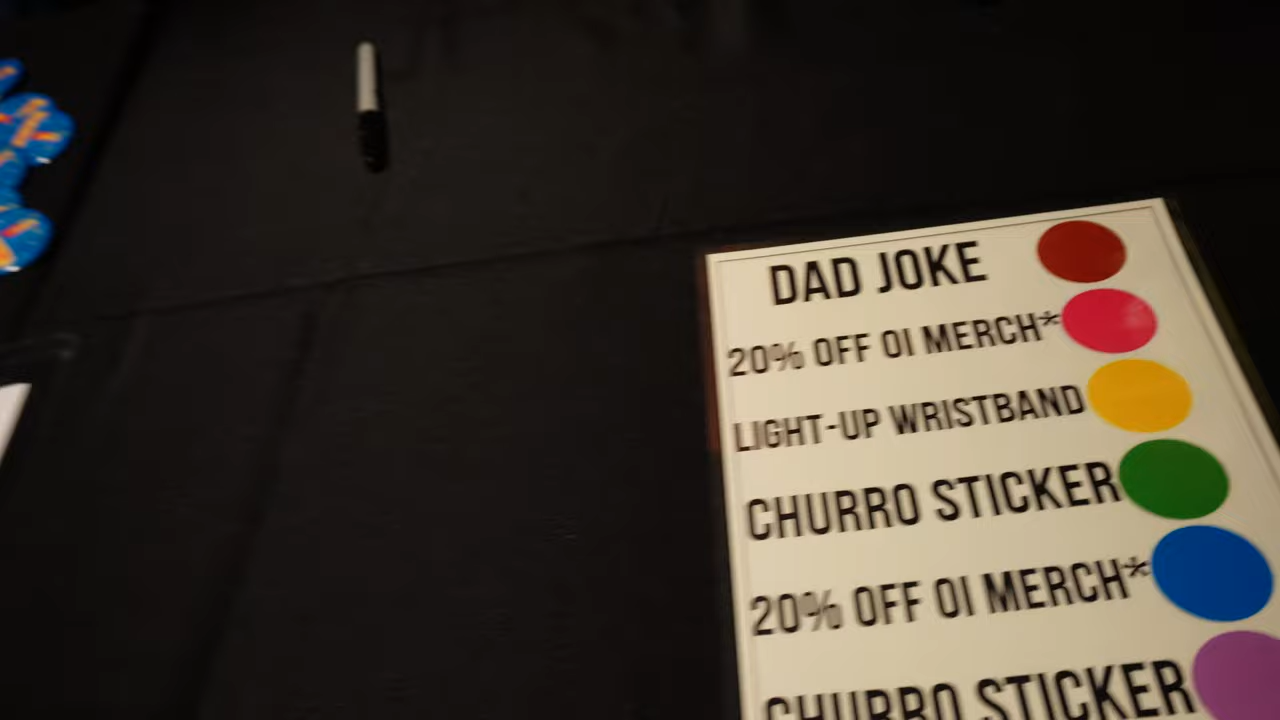 DAD JOKE
20% OFF OI MERCH*
LIGHT-UP WRISTBAND
CHURRO STICKER
20% OFF OI MERCH*
CHURRO STICKER